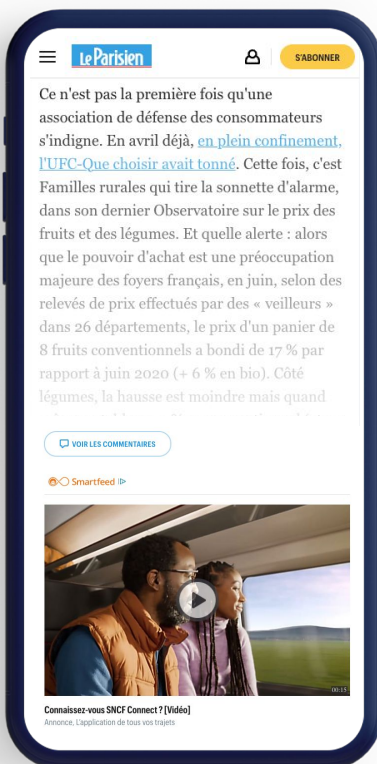 Le Parisien
S'ABONNER
Ce n'est pas la première fois qu'une
association de défense des consommateurs
s'indigne. En avril déjà, en plein confinement,
l'UFC-Que choisir avait tonné. Cette fois, c'est
Familles rurales qui tire la sonnette d'alarme,
dans son dernier Observatoire sur le prix des
fruits et des légumes. Et quelle alerte : alors
que le pouvoir d'achat est une préoccupation
majeure des foyers français, en juin, selon des
relevés de prix effectués par des « veilleurs »
dans 26 départements, le prix d'un panier de
8 fruits conventionnels a bondi de 17 % par
rapport à juin 2020 (+ 6 % en bio). Côté
légumes, la hausse est moindre mais quand
VOIR LES COMMENTAIRES
Smartfeed
00:15
Connaissez-vous SNCF Connect ? [Vidéo]
Annonce, L'application de tous vos trajets